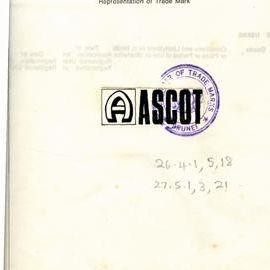 Representation of Trade Mark
A ASCOT
OF TRADE MARKS
BRUNEI
26.4.1, 5, 18
27.5.1, 3, 21